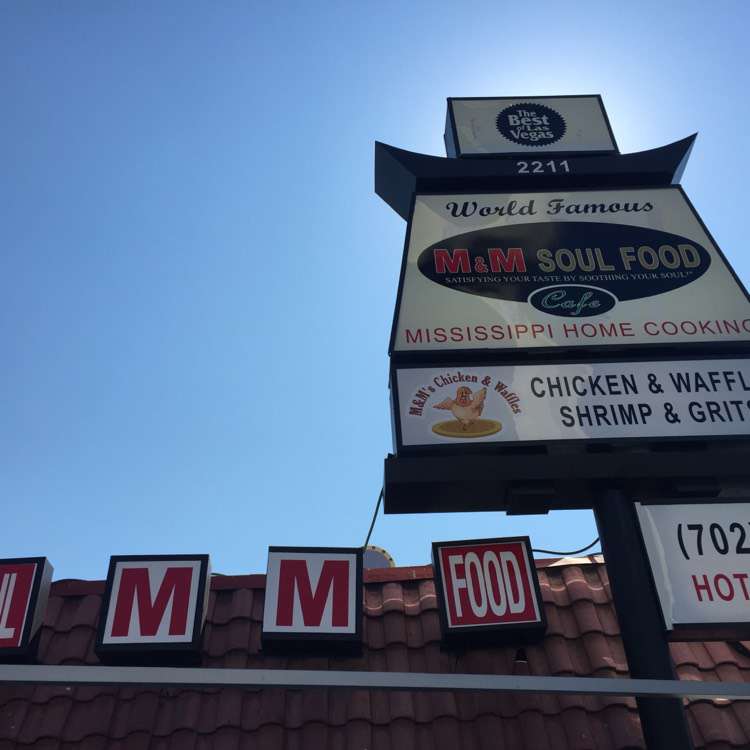 The
Best
of Las
Vegas
2211
World Famous
M&M SOUL FOOD
SATISFYING YOUR TASTE BY SOOTHING YOUR SOUL!"
Cafe
MISSISSIPPI HOME COOKING
M&M's Chicken & Waffles
CHICKEN & WAFFL
SHRIMP & GRITS
(702)
HOT
L
M
M
FOOD